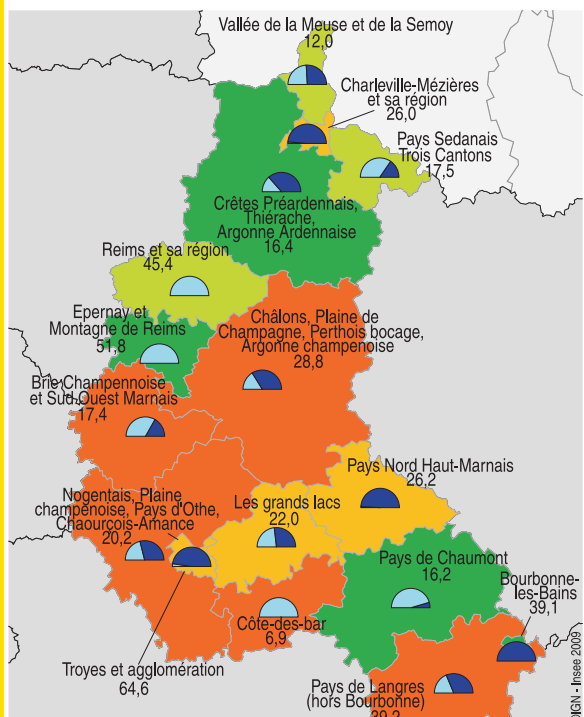 Vallée de la Meuse et de la Semoy
12,0
Charleville-Mézières
et sa région
26,0
Pays Sedanais
Trois Cantons
17,5
Crêtes Préardennais,
Thiérache,
Argonne Ardennaise
16,4
Reims et sa région
45,4
Epernay et
Montagne de Reims
51,8
Châlons, Plaine de
Champagne, Perthois bocage,
Argonne champenoise
28,8
Brie Champennoise
et Sud Ouest Marnais
17,4
Pays Nord Haut-Marnais
26,2
Nogentais, Plaine
champenoise, Pays d'Othe,
Chaourçois-Amance
20,2
Les grands lacs
22,0
Pays de Chaumont
16,2
Bourbonne-
les-Bains
39,1
Côte-des-bar
6,9
Troyes et agglomération
64,6
Pays de Langres
(hors Bourbonne)
39,2
IGN - Insee 2009